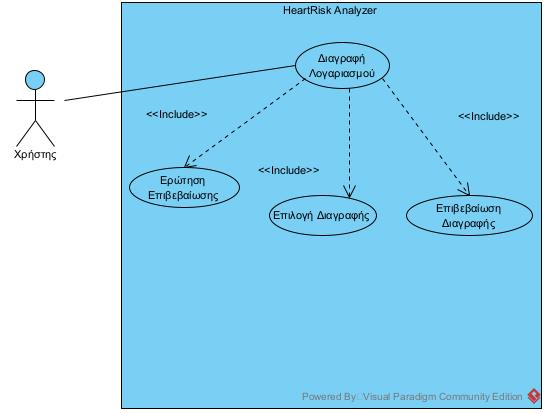 HeartRisk Analyzer
Διαγραφή
Λογαριασμού
Χρήστης
<<Include>>
<<Include>>
<<Include>>
Ερώτηση
Επιβεβαίωσης
Επιλογή Διαγραφής
Επιβεβαίωση
Διαγραφής
Powered By Visual Paradigm Community Edition